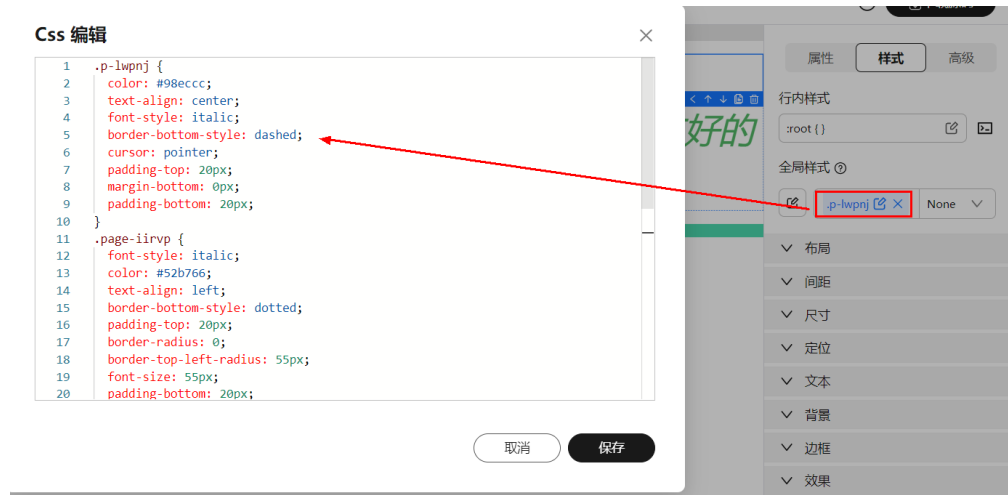 Css 编辑
1 .p-lwpnj {
2 color: #98eccc;
3 text-align: center;
4 font-style: italic;
5 border-bottom-style: dashed;
6 cursor: pointer;
7 padding-top: 20px;
8 margin-bottom: 0px;
9 padding-bottom: 20px;
10 }
11 .page-iirvp {
12 font-style: italic;
13 color: #52b766;
14 text-align: left;
15 border-bottom-style: dotted;
16 padding-top: 20px;
17 border-radius: 0;
18 border-top-left-radius: 55px;
19 font-size: 55px;
20 padding-bottom: 20px;
取消 保存
好的
属性 样式 高级
行内样式
:root { }
全局样式
.p-lwpnj None
布局
间距
尺寸
定位
文本
背景
边框
效果